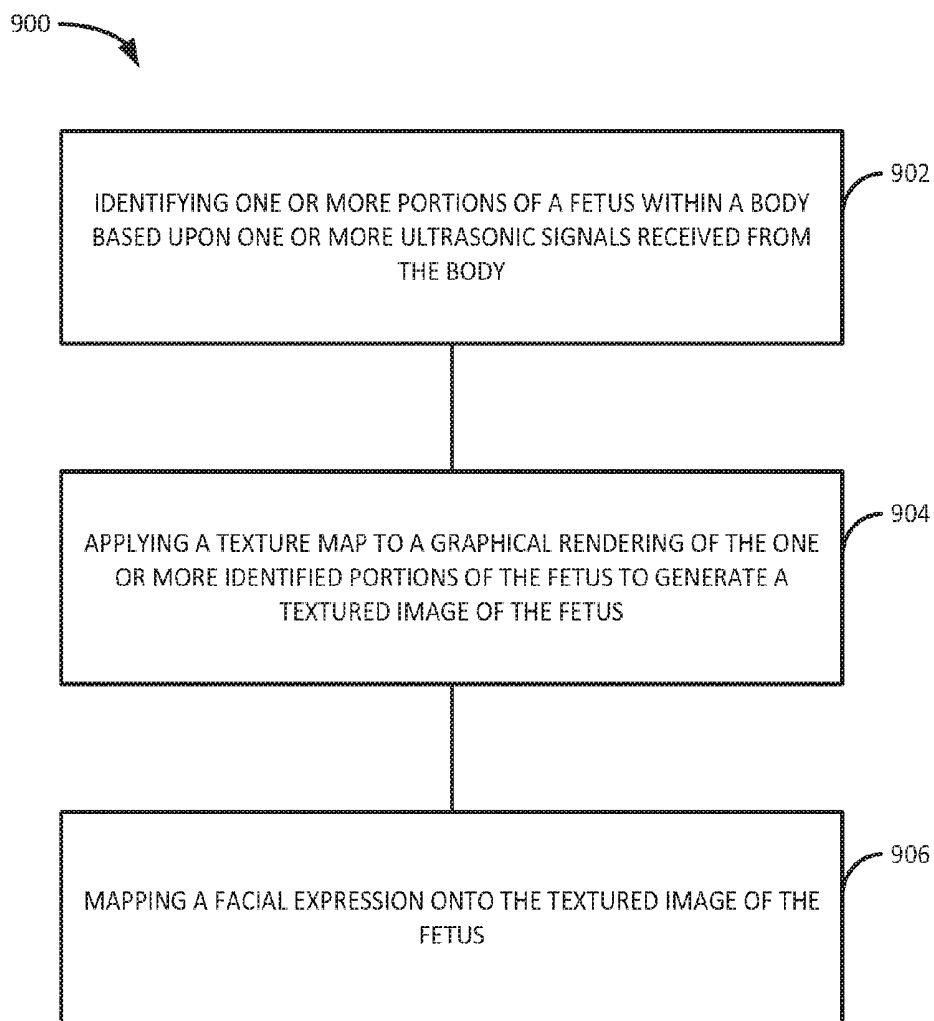 900
902
IDENTIFYING ONE OR MORE PORTIONS OF A FETUS WITHIN A BODY
BASED UPON ONE OR MORE ULTRASONIC SIGNALS RECEIVED FROM
THE BODY
904
APPLYING A TEXTURE MAP TO A GRAPHICAL RENDERING OF THE ONE
OR MORE IDENTIFIED PORTIONS OF THE FETUS TO GENERATE A
TEXTURED IMAGE OF THE FETUS
906
MAPPING A FACIAL EXPRESSION ONTO THE TEXTURED IMAGE OF THE
FETUS